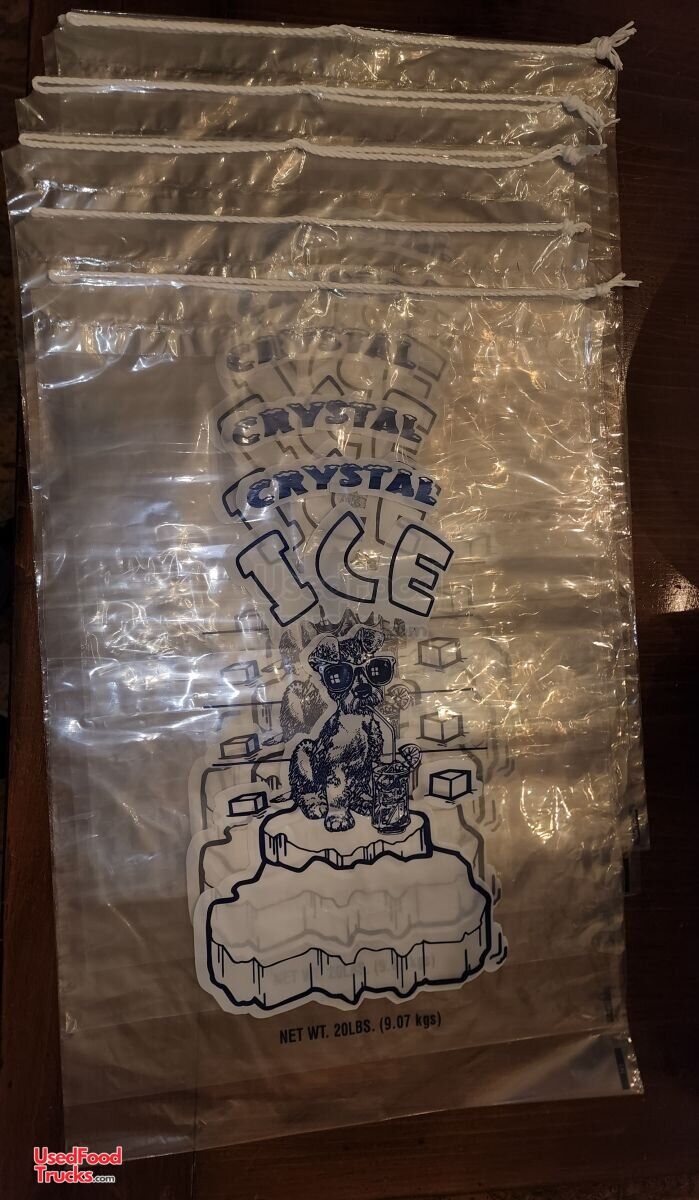 CRYSTAL
CRYSTAL
CRYSTAL
ICE
NET WT. 20LBS. (9.07 kgs)
UsedFood
Trucks.com